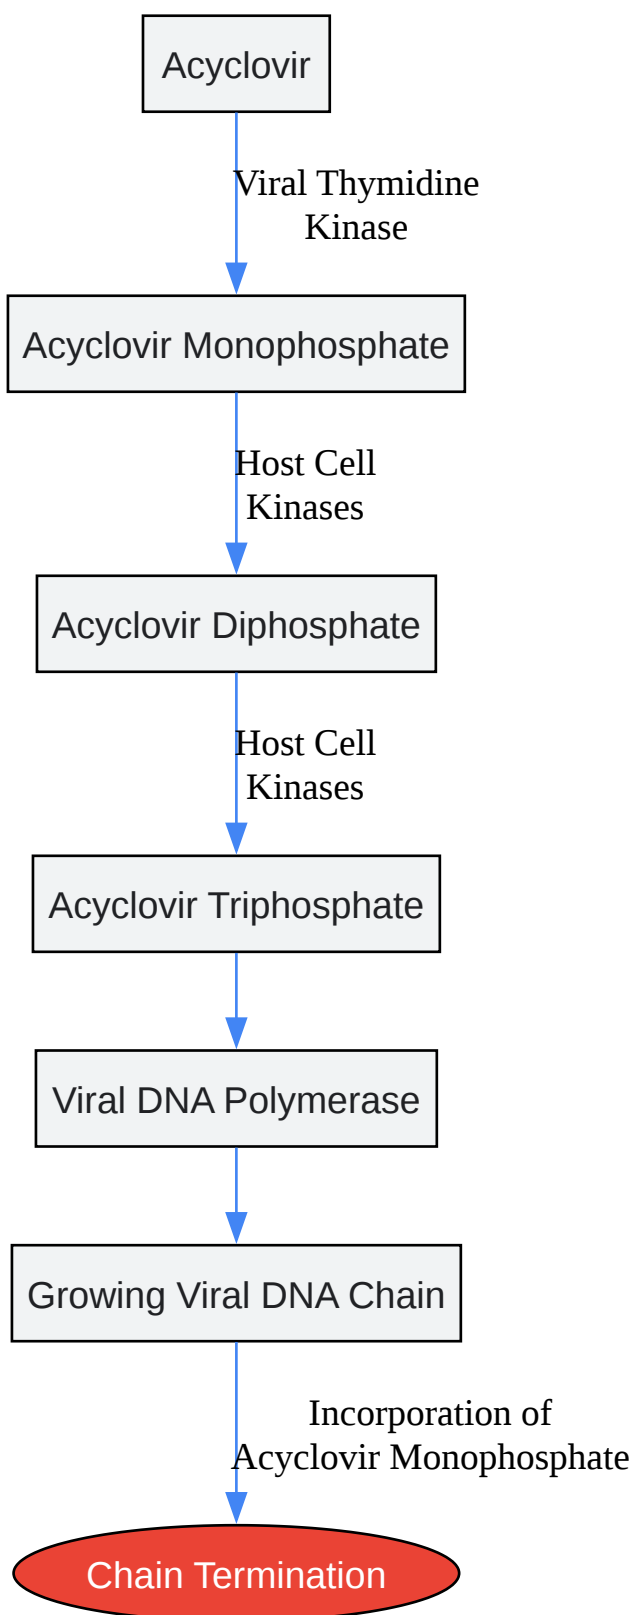 Acyclovir
Viral Thymidine
Kinase
Acyclovir Monophosphate
Host Cell
Kinases
Acyclovir Diphosphate
Host Cell
Kinases
Acyclovir Triphosphate
Viral DNA Polymerase
Growing Viral DNA Chain
Incorporation of
Acyclovir Monophosphate
Chain Termination